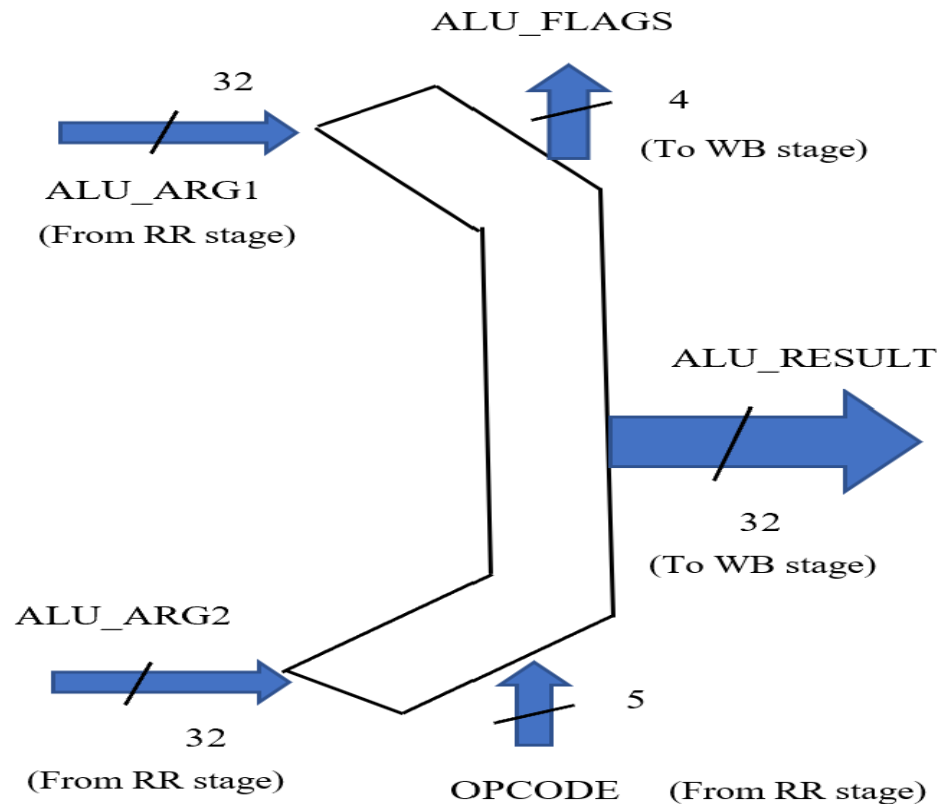 ALU_FLAGS
32
4
(To WB stage)
ALU_ARG1
(From RR stage)
ALU_RESULT
32
(To WB stage)
ALU_ARG2
32
(From RR stage)
5
OPCODE (From RR stage)